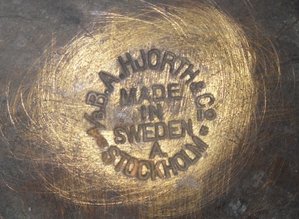 B.A. HJORTH & Co
MADE
IN
SWEDEN
A
STOCKHOLM